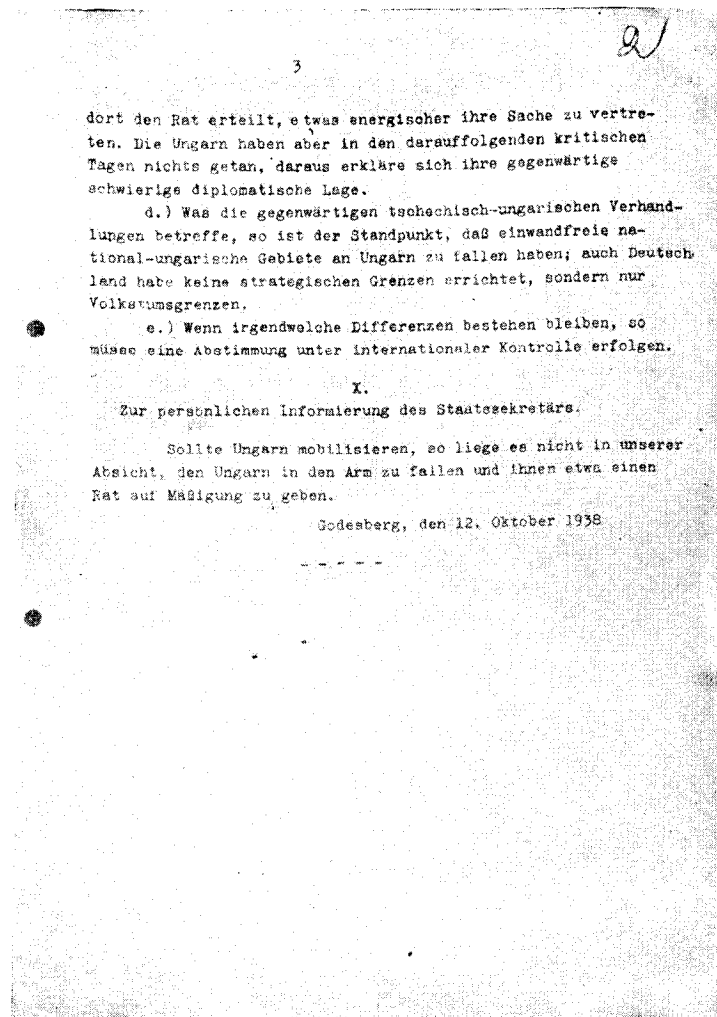 3
dort den Rat erteilt, etwas energischer ihre Sache zu vertre-
ten. Die Ungarn haben aber in den darauffolgenden kritischen
Tagen nichts getan, daraus erkläre sich ihre gegenwärtige
schwierige diplomatische Lage.
d.) Was die gegenwärtigen tschechisch-ungarischen Verhand-
lungen betreffe, so ist der Standpunkt, daß einwandfreie na-
tional-ungarische Gebiete an Ungarn zu fallen haben; auch Deutsch
land habe keine strategischen Grenzen errichtet, sondern nur
Volkstumsgrenzen.
e.) Wenn irgendwelche Differenzen bestehen bleiben, so
müsse eine Abstimmung unter internationaler Kontrolle erfolgen.
X.
Zur persönlichen Informierung des Staatssekretärs.
Sollte Ungarn mobilisieren, so liege es nicht in unserer
Absicht, den Ungarn in den Arm zu fallen und ihnen etwa einen
Rat auf Mäßigung zu geben.
Godesberg, den 12. Oktober 1938
- - - - -